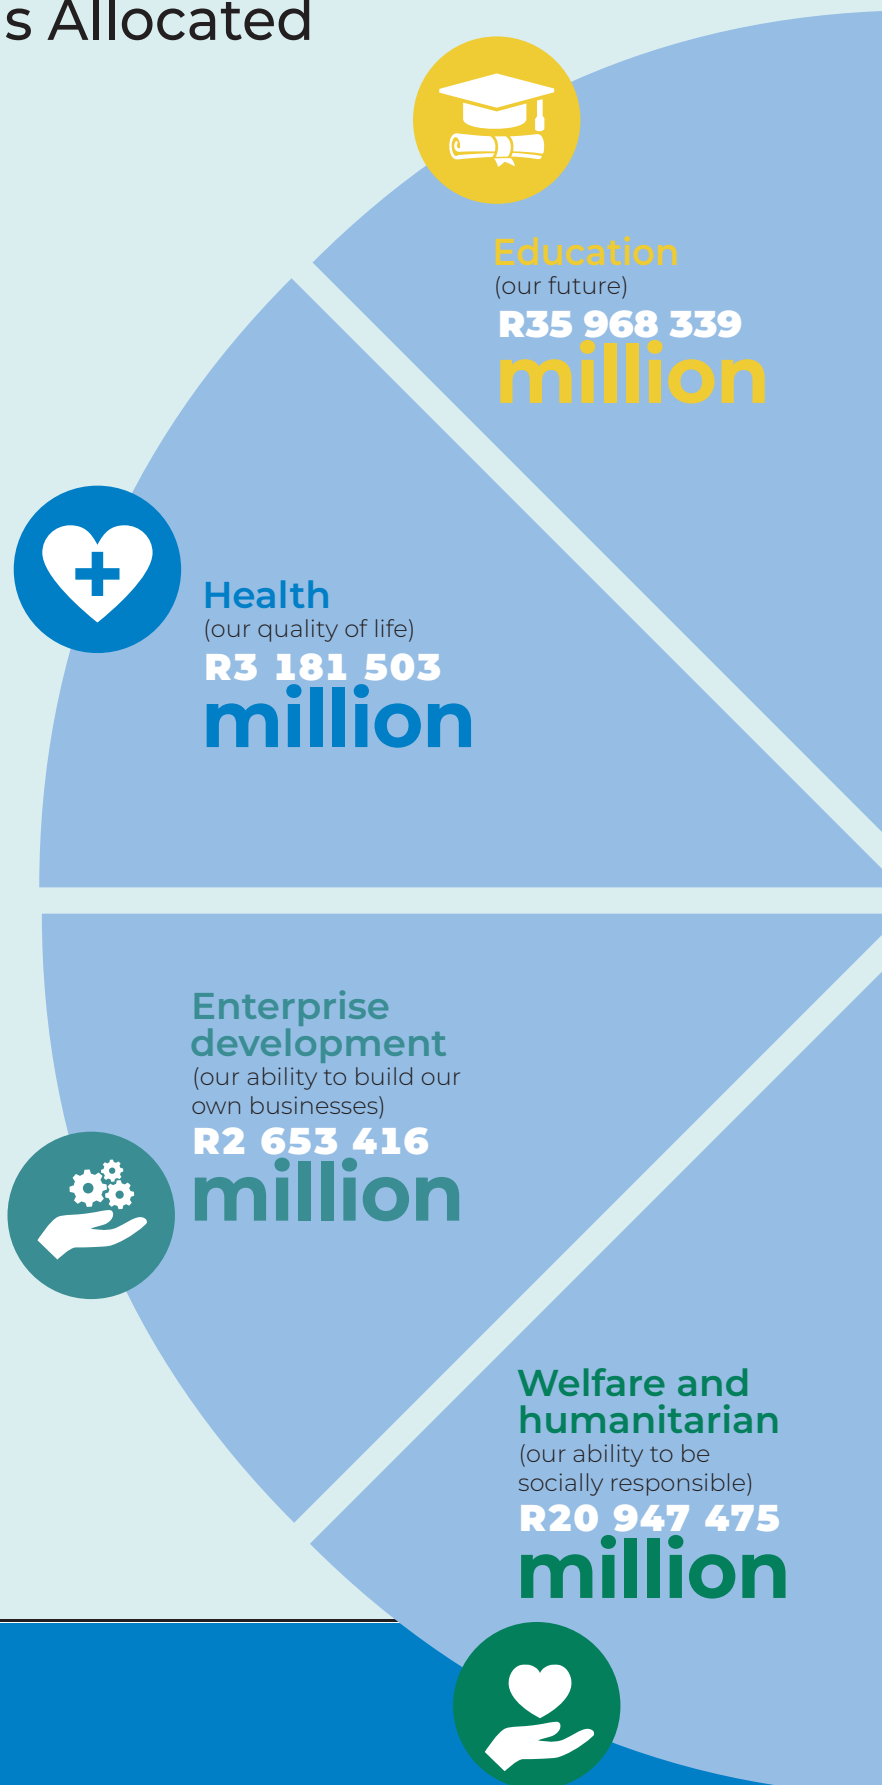 s Allocated
Education
(our future)
R35 968 339
million
Health
(our quality of life)
R3 181 503
million
Enterprise
development
(our ability to build our
own businesses)
R2 653 416
million
Welfare and
humanitarian
(our ability to be
socially responsible)
R20 947 475
million